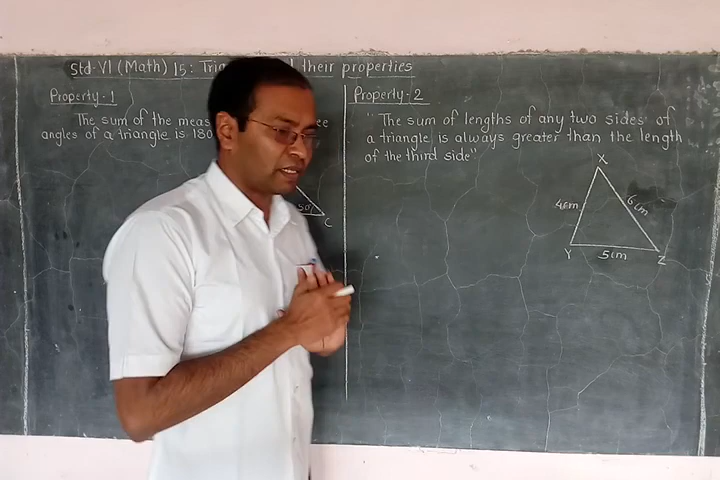 Std-VI (Math) 15: Tria their properties
Property-1
The sum of the meas ee
angles of a triangle is 180
50°
C
Property-2
"The sum of lengths of any two sides of
a triangle is always greater than the length
of the third side"
X
4cm 6cm
Y 5cm Z